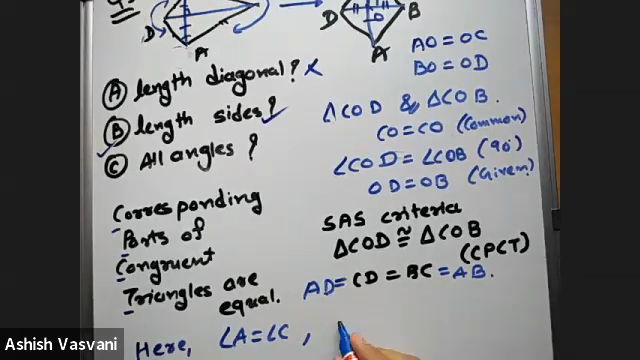 D
A
D
O
B
A
(A) length diagonal? ✗
(B) length sides? ✓
(C) All angles?
Corresponding
Parts of
Congruent
Triangles are
equal.
AO = OC
BO = OD
ΔCOD & ΔCOB.
CO = CO (Common)
∠COD = ∠COB (90°)
OD = OB (Given)
SAS criteria
ΔCOD ≅ ΔCOB
(CPCT)
AD = CD = BC = AB.
Here, ∠A = ∠C,
Ashish Vasvani